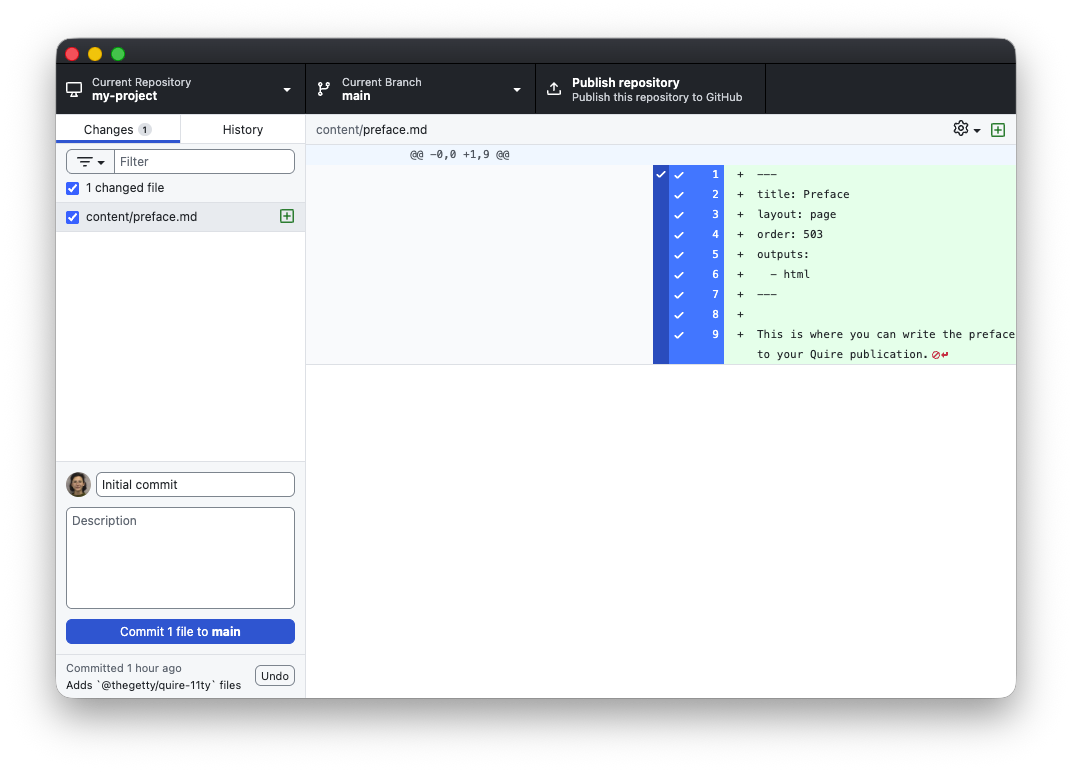 Current Repository
my-project
Current Branch
main
Publish repository
Publish this repository to GitHub
Changes 1
History
content/preface.md
Filter
1 changed file
content/preface.md
@@ -0,0 +1,9 @@
1 + ---
2 + title: Preface
3 + layout: page
4 + order: 503
5 + outputs:
6 +   - html
7 + ---
8 +
9 + This is where you can write the preface
to your Quire publication.
Initial commit
Description
Commit 1 file to main
Committed 1 hour ago
Adds `@thegetty/quire-11ty` files
Undo